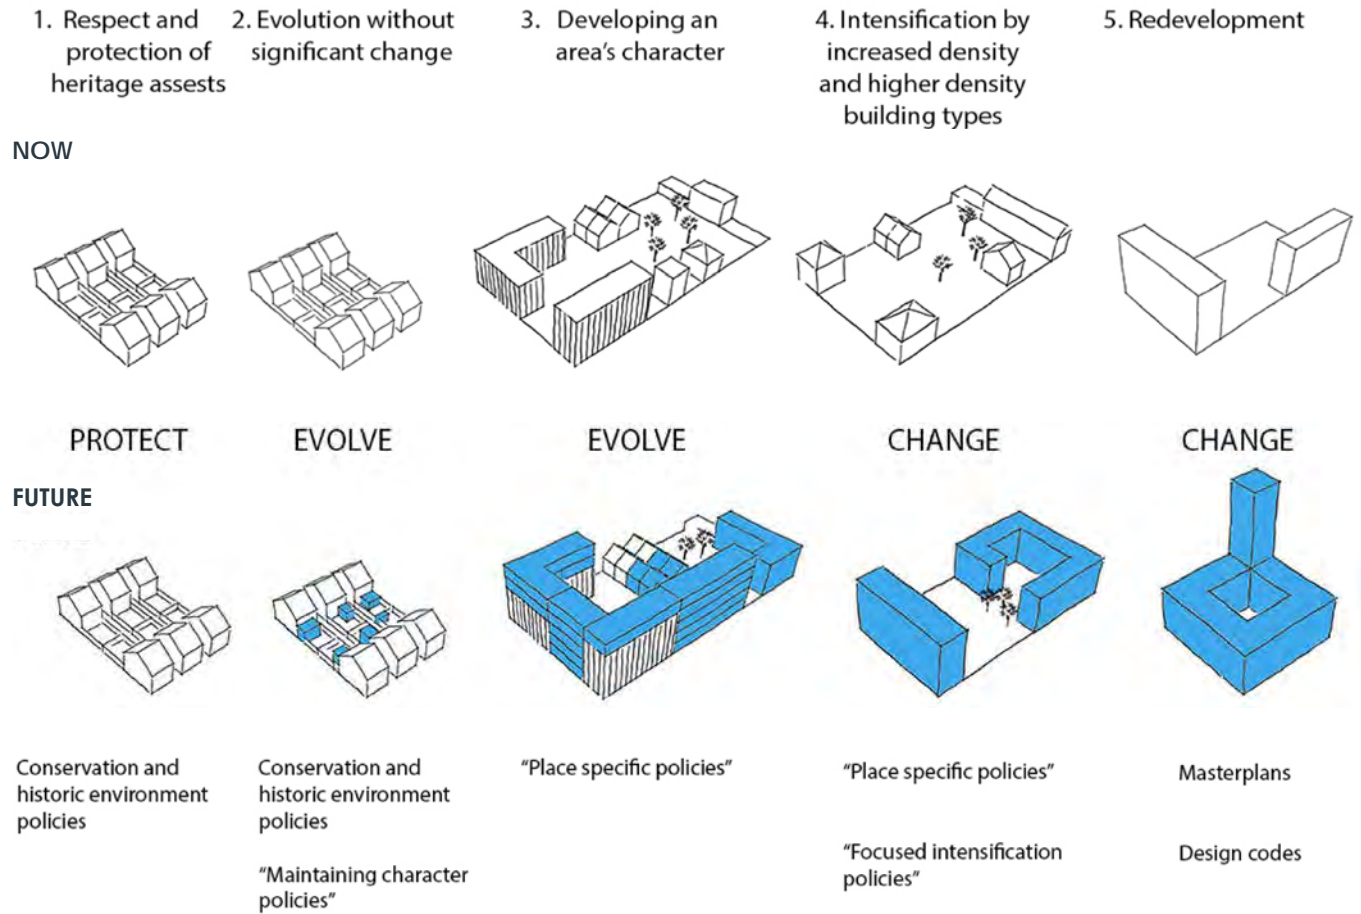 1. Respect and
protection of
heritage assests
2. Evolution without
significant change
3. Developing an
area's character
4. Intensification by
increased density
and higher density
building types
5. Redevelopment
NOW
PROTECT
EVOLVE
EVOLVE
CHANGE
CHANGE
FUTURE
Conservation and
historic environment
policies
Conservation and
historic environment
policies
"Maintaining character
policies"
"Place specific policies"
"Place specific policies"
"Focused intensification
policies"
Masterplans
Design codes